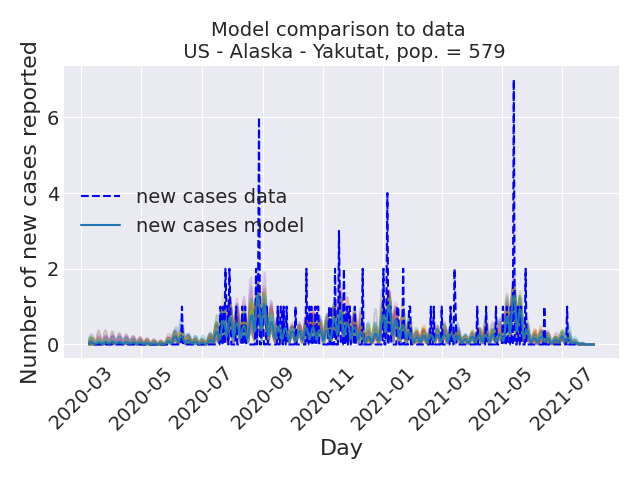 Model comparison to data
US - Alaska - Yakutat, pop. = 579
Number of new cases reported
6
4
2
0
new cases data
new cases model
2020-03
2020-05
2020-07
2020-09
2020-11
2021-01
2021-03
2021-05
2021-07
Day